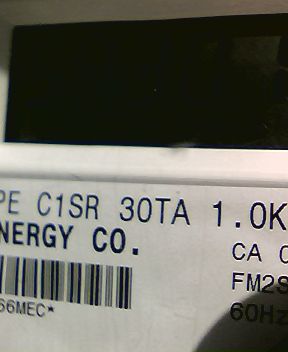 PE C1SR 30TA 1.0K
NERGY CO.
CA
FM2S
66MEC*
60Hz